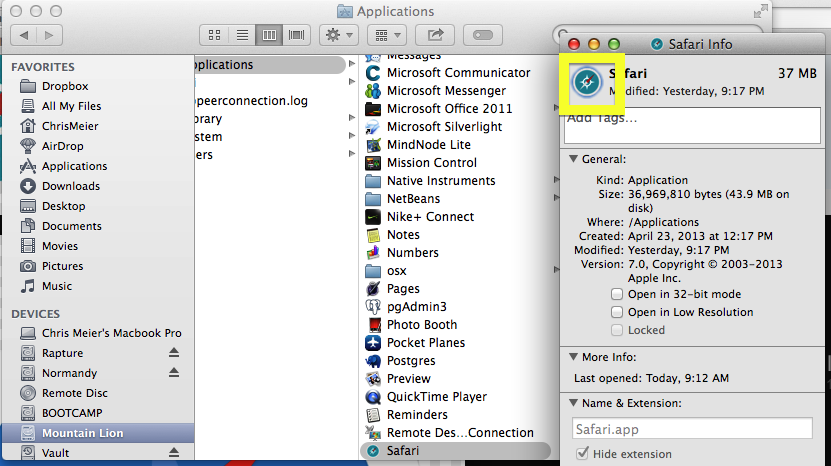 Applications
FAVORITES
Dropbox
All My Files
ChrisMeier
AirDrop
Applications
Downloads
Desktop
Documents
Movies
Pictures
Music
DEVICES
Chris Meier's Macbook Pro
Rapture
Normandy
Remote Disc
BOOTCAMP
Mountain Lion
Vault
pplications
peerconnection.log
ibrary
stem
ers
Messages
Microsoft Communicator
Microsoft Messenger
Microsoft Office 2011
Microsoft Silverlight
MindNode Lite
Mission Control
Native Instruments
NetBeans
Nike+ Connect
Notes
Numbers
osx
Pages
pgAdmin3
Photo Booth
Pocket Planes
Postgres
Preview
QuickTime Player
Reminders
Remote Des...Connection
Safari
Safari Info
Safari 37 MB
Modified: Yesterday, 9:17 PM
Add Tags...
General:
Kind: Application
Size: 36,969,810 bytes (43.9 MB on
disk)
Where: /Applications
Created: April 23, 2013 at 12:17 PM
Modified: Yesterday, 9:17 PM
Version: 7.0, Copyright © 2003-2013
Apple Inc.
Open in 32-bit mode
Open in Low Resolution
Locked
More Info:
Last opened: Today, 9:12 AM
Name & Extension:
Safari.app
Hide extension